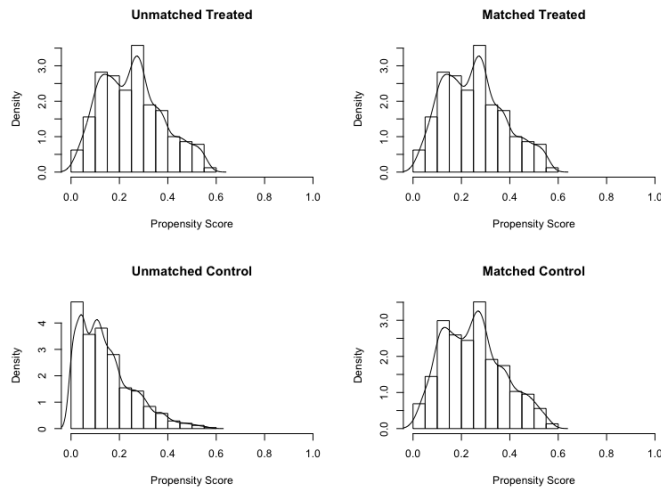 Unmatched Treated
Density
0.0 1.0 2.0 3.0
0.0 0.2 0.4 0.6 0.8 1.0
Propensity Score
Matched Treated
Density
0.0 1.0 2.0 3.0
0.0 0.2 0.4 0.6 0.8 1.0
Propensity Score
Unmatched Control
Density
0 1 2 3 4
0.0 0.2 0.4 0.6 0.8 1.0
Propensity Score
Matched Control
Density
0.0 1.0 2.0 3.0
0.0 0.2 0.4 0.6 0.8 1.0
Propensity Score